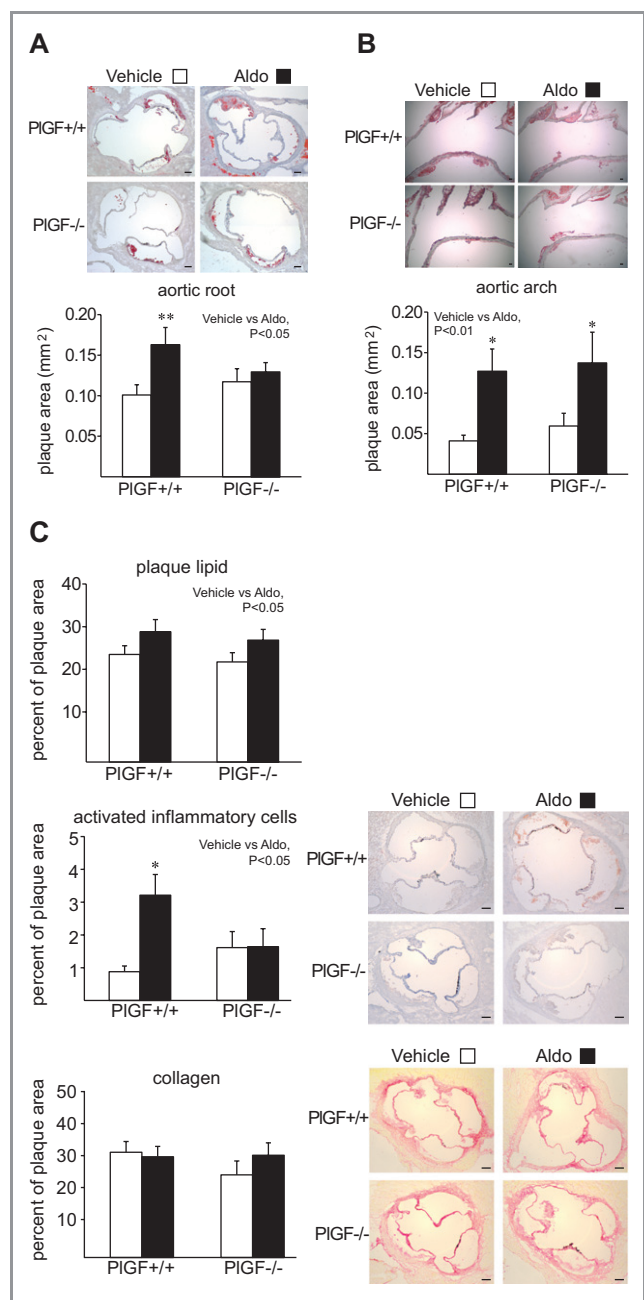 A
Vehicle Aldo
PlGF+/+
PlGF-/-
aortic root
plaque area (mm2)
0.20
0.15
0.10
0.05
**
Vehicle vs Aldo,
P<0.05
PlGF+/+ PlGF-/-
B
Vehicle Aldo
PlGF+/+
PlGF-/-
aortic arch
plaque area (mm2)
0.20
0.15
0.10
0.05
Vehicle vs Aldo,
P<0.01
* *
PlGF+/+ PlGF-/-
C
plaque lipid
percent of plaque area
40
30
20
10
Vehicle vs Aldo,
P<0.05
PlGF+/+ PlGF-/-
activated inflammatory cells
percent of plaque area
5
4
3
2
1
*
Vehicle vs Aldo,
P<0.05
PlGF+/+ PlGF-/-
Vehicle Aldo
PlGF+/+
PlGF-/-
collagen
percent of plaque area
50
40
30
20
10
PlGF+/+ PlGF-/-
Vehicle Aldo
PlGF+/+
PlGF-/-